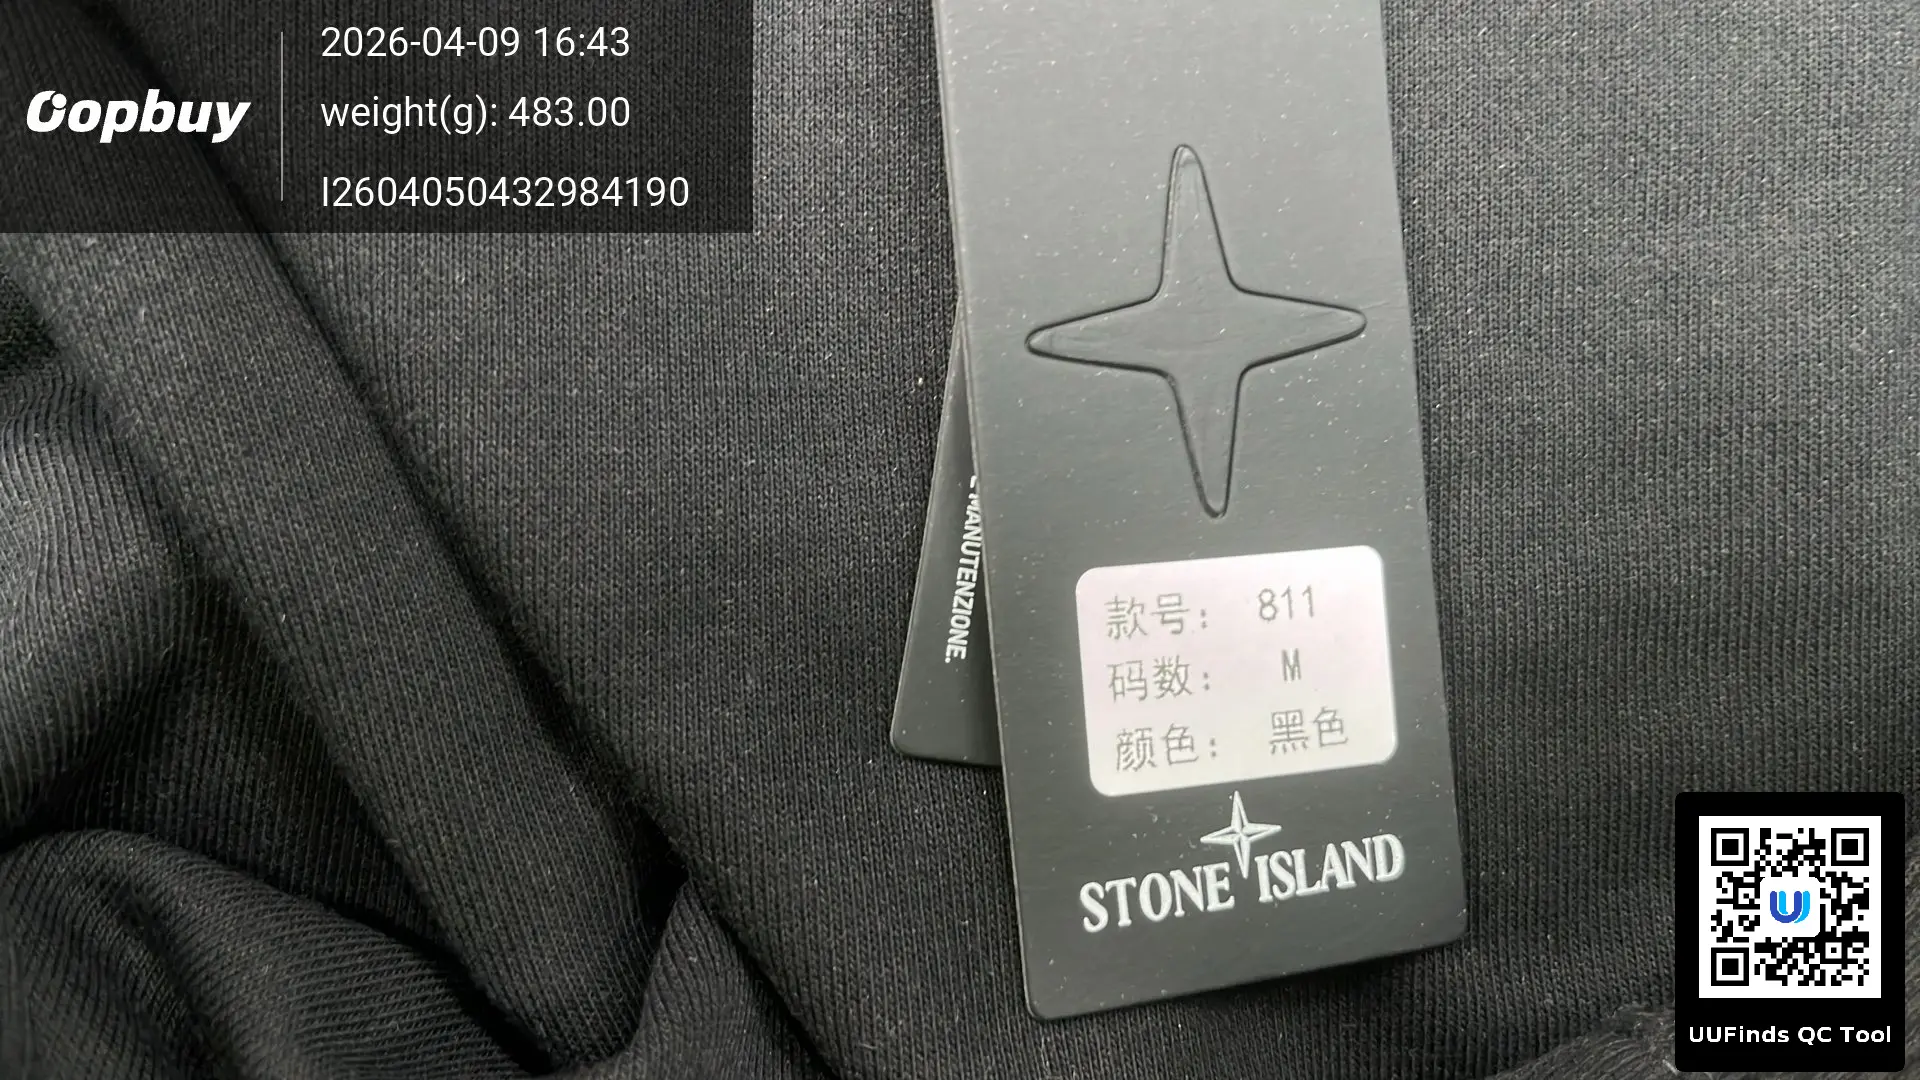 Oopbuy
2026-04-09 16:43
weight(g): 483.00
I2604050432984190
MANUTENZIONE.
款号： 811
码数： M
颜色： 黑色
STONE ISLAND
UUFinds QC Tool